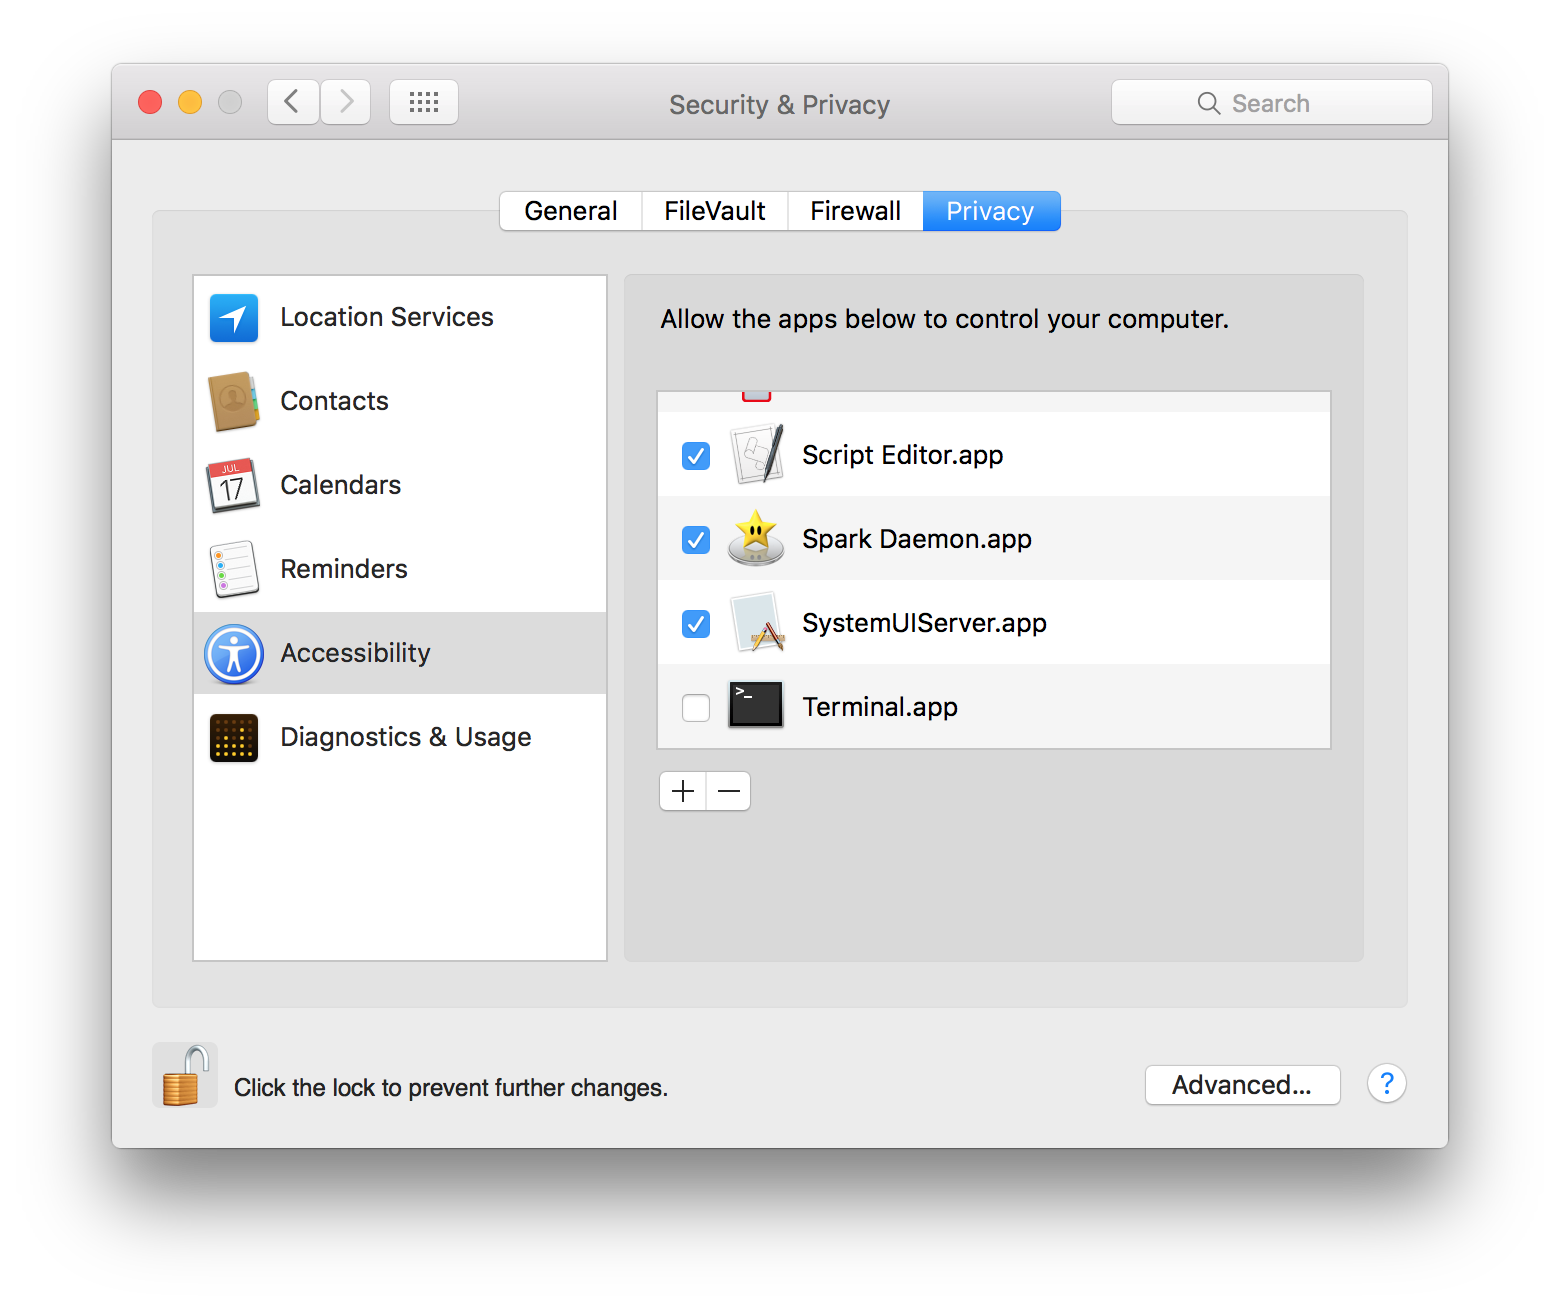 Security & Privacy
Search
General
FileVault
Firewall
Privacy
Location Services
Contacts
JUL
17
Calendars
Reminders
Accessibility
Diagnostics & Usage
Allow the apps below to control your computer.
Script Editor.app
Spark Daemon.app
SystemUIServer.app
>_
Terminal.app
Click the lock to prevent further changes.
Advanced...
?